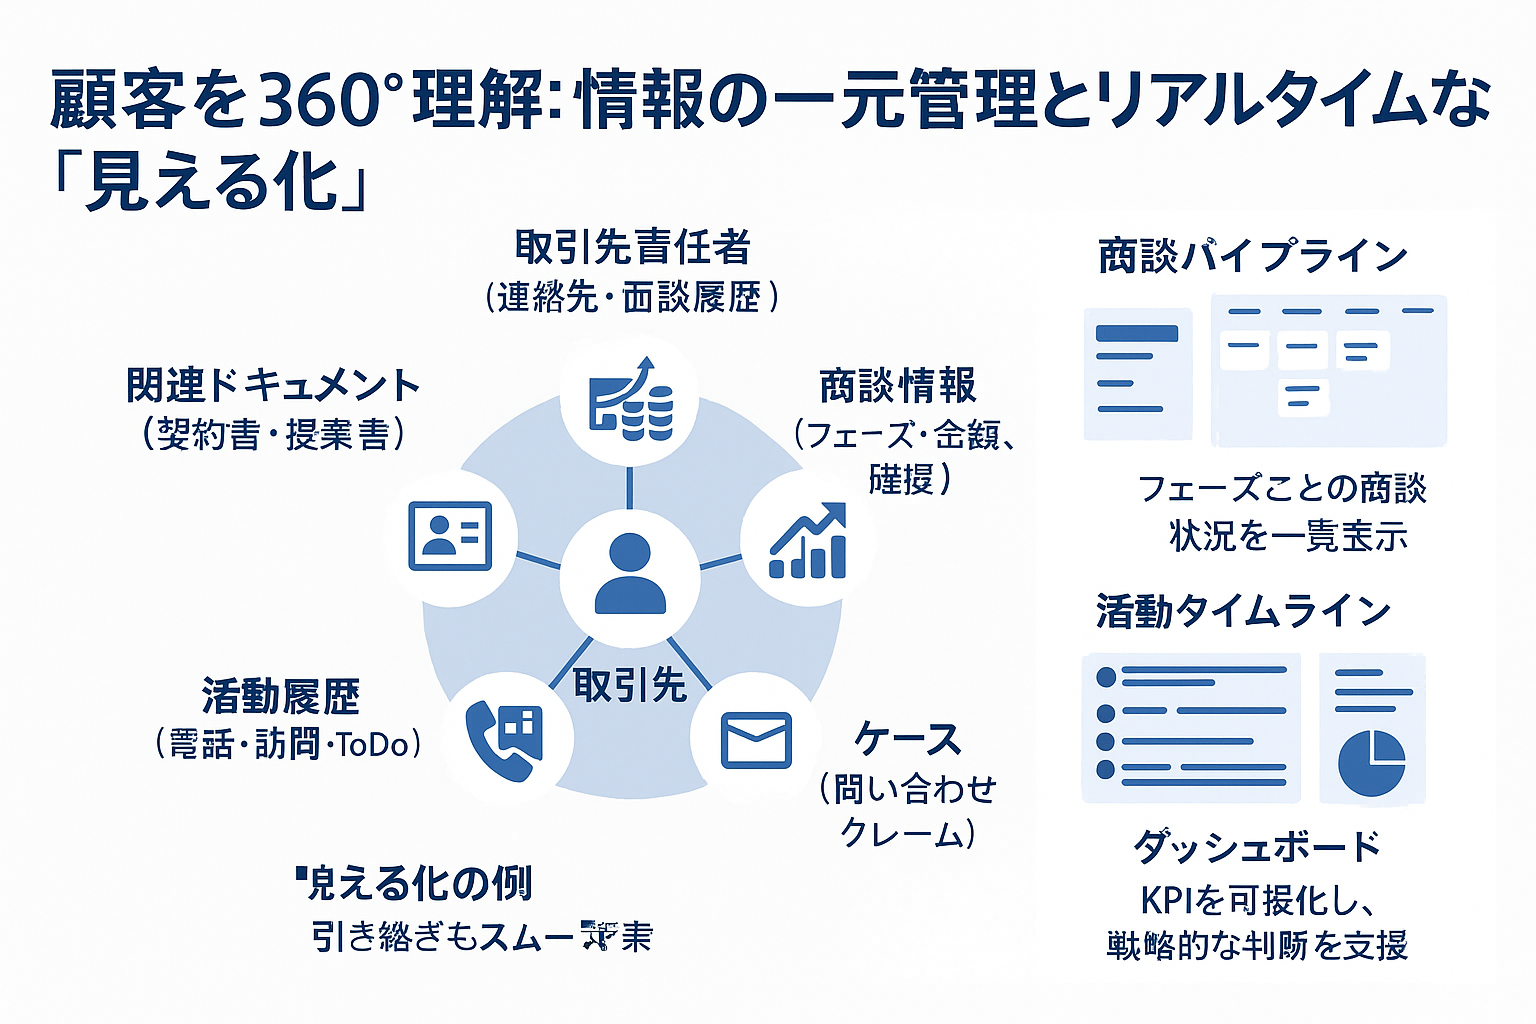 顧客を360°理解:情報の一元管理とリアルタイムな
「見える化」
取引先責任者
(連絡先・面談履歴)
関連ドキュメント
(契約書・提案書)
商談情報
(フェーズ・金額、
活動履歴
(電話・訪問・ToDo)
取引先
ケース
(問い合わせ
クレーム)
見える化の例
引き継ぎもスムー
商談パイプライン
フェーズごとの商談
状況を一覧表示
活動タイムライン
ダッシュボード
KPIを可視化し、
戦略的な判断を支援